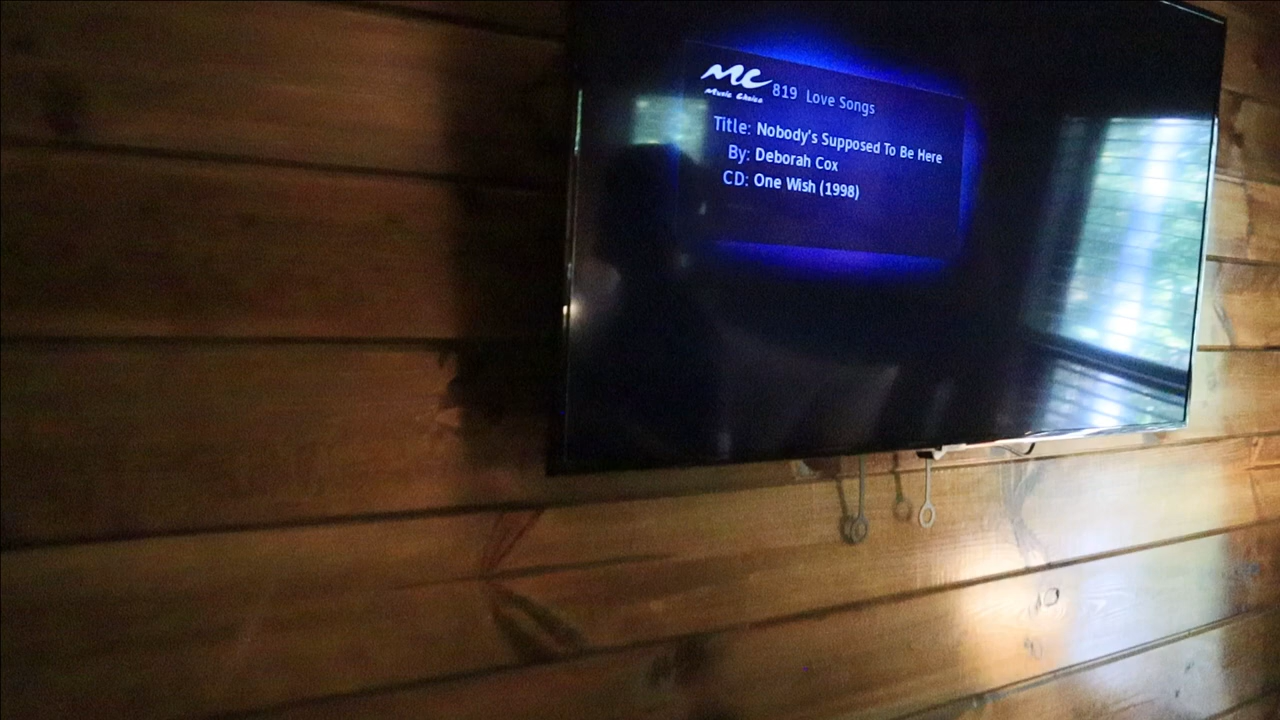 MC
Music Choice
819 Love Songs
Title: Nobody's Supposed To Be Here
By: Deborah Cox
CD: One Wish (1998)